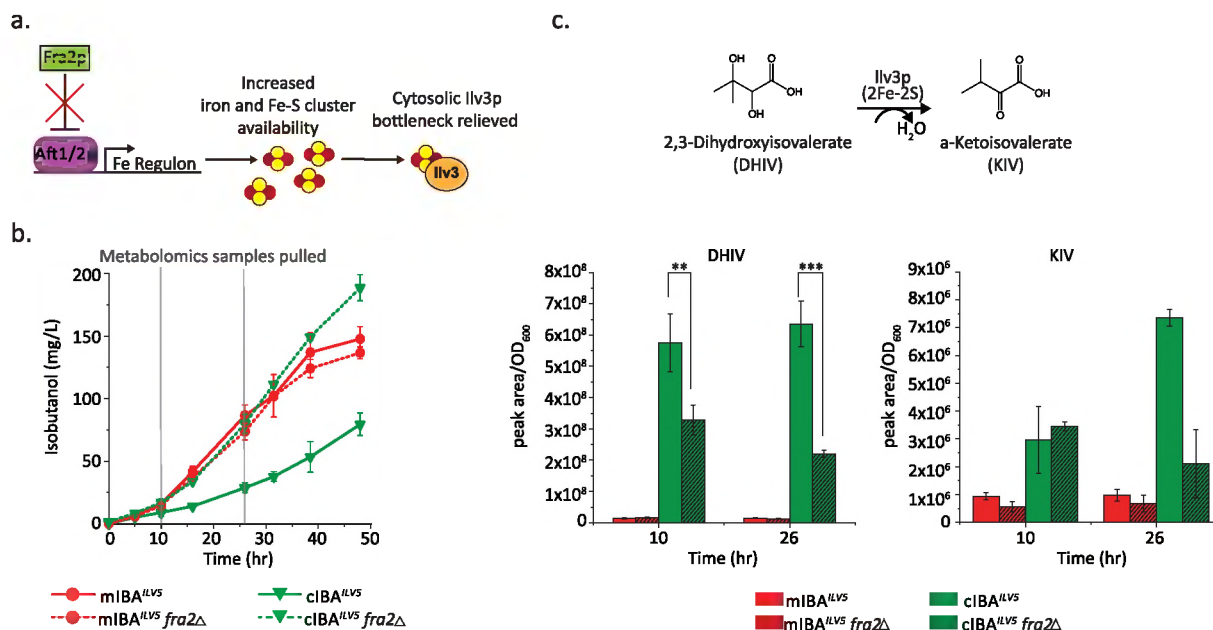 a.
Fra2p
Aft1/2
Fe Regulon
Increased
iron and Fe-S cluster
availability
Cytosolic Ilv3p
bottleneck relieved
Ilv3
c.
OH
O
OH
OH
2,3-Dihydroxyisovalerate
(DHIV)
Ilv3p
(2Fe-2S)
H2O
O
OH
O
a-Ketoisovalerate
(KIV)
b.
Metabolomics samples pulled
200
150
100
50
0
Isobutanol (mg/L)
0 10 20 30 40 50
Time (hr)
mIBA^ILV5
cIBA^ILV5
mIBA^ILV5 fra2△
cIBA^ILV5 fra2△
DHIV
** ***
8x10^8
7x10^8
6x10^8
5x10^8
4x10^8
3x10^8
2x10^8
1x10^8
0
peak area/OD600
10 26
Time (hr)
KIV
9x10^6
8x10^6
7x10^6
6x10^6
5x10^6
4x10^6
3x10^6
2x10^6
1x10^6
0
peak area/OD600
10 26
Time (hr)
mIBA^ILV5
cIBA^ILV5
mIBA^ILV5 fra2△
cIBA^ILV5 fra2△